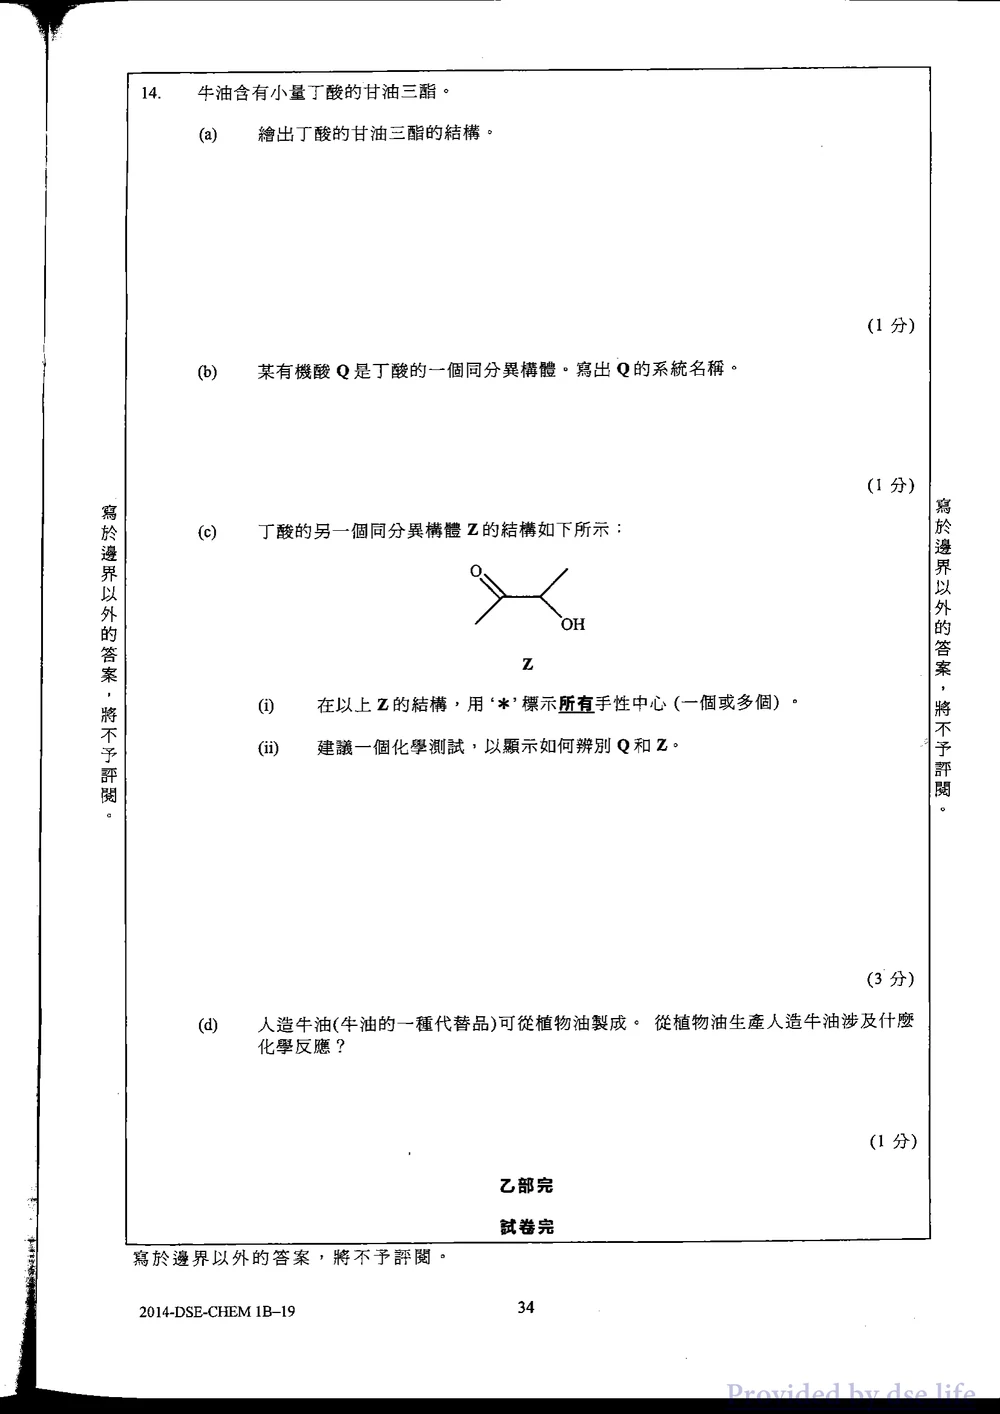 14. 牛油含有小量丁酸的甘油三酯。
(a) 繪出丁酸的甘油三酯的結構。
(1 分)
(b) 某有機酸 Q 是丁酸的一個同分異構體。寫出 Q 的系統名稱。
(1 分)
(c) 丁酸的另一個同分異構體 Z 的結構如下所示：
O
OH
Z
(i) 在以上 Z 的結構，用 ‘*’ 標示所有手性中心 (一個或多個) 。
(ii) 建議一個化學測試，以顯示如何辨別 Q 和 Z。
(3 分)
(d) 人造牛油(牛油的一種代替品)可從植物油製成。 從植物油生產人造牛油涉及什麼
化學反應？
(1 分)
乙部完
試卷完
寫於邊界以外的答案，將不予評閱。
寫於邊界以外的答案，將不予評閱。
寫於邊界以外的答案，將不予評閱。
2014-DSE-CHEM 1B–19
34
Provided by dse.life